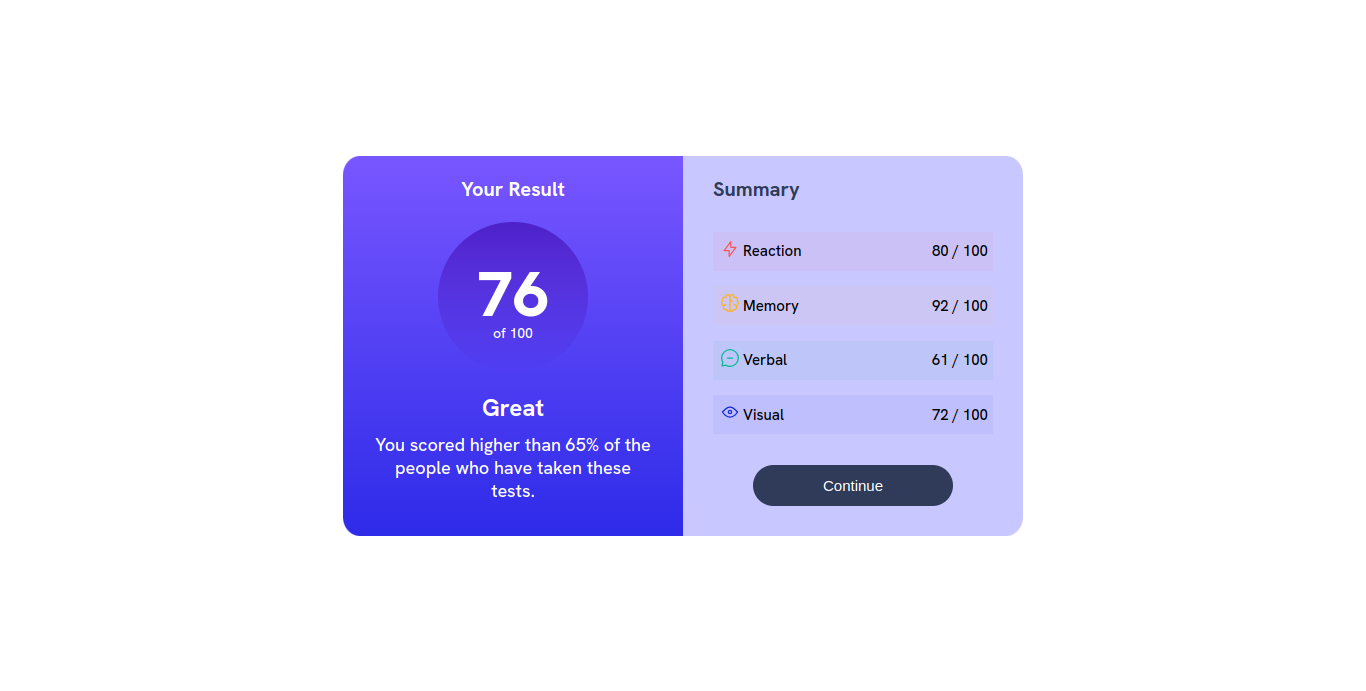 Your Result
76
of 100
Great
You scored higher than 65% of the
people who have taken these
tests.
Summary
Reaction 80 / 100
Memory 92 / 100
Verbal 61 / 100
Visual 72 / 100
Continue